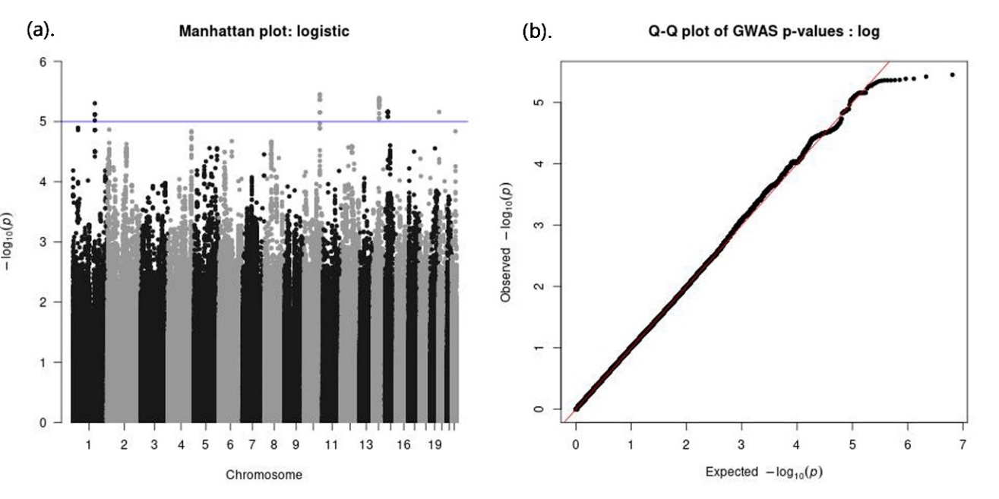 (a).
Manhattan plot: logistic
6
5
4
3
2
1
0
−log10(p)
1 2 3 4 5 6 7 8 9 11 13 16 19
Chromosome
(b).
Q-Q plot of GWAS p-values : log
5
4
3
2
1
0
Observed −log10(p)
0 1 2 3 4 5 6 7
Expected −log10(p)